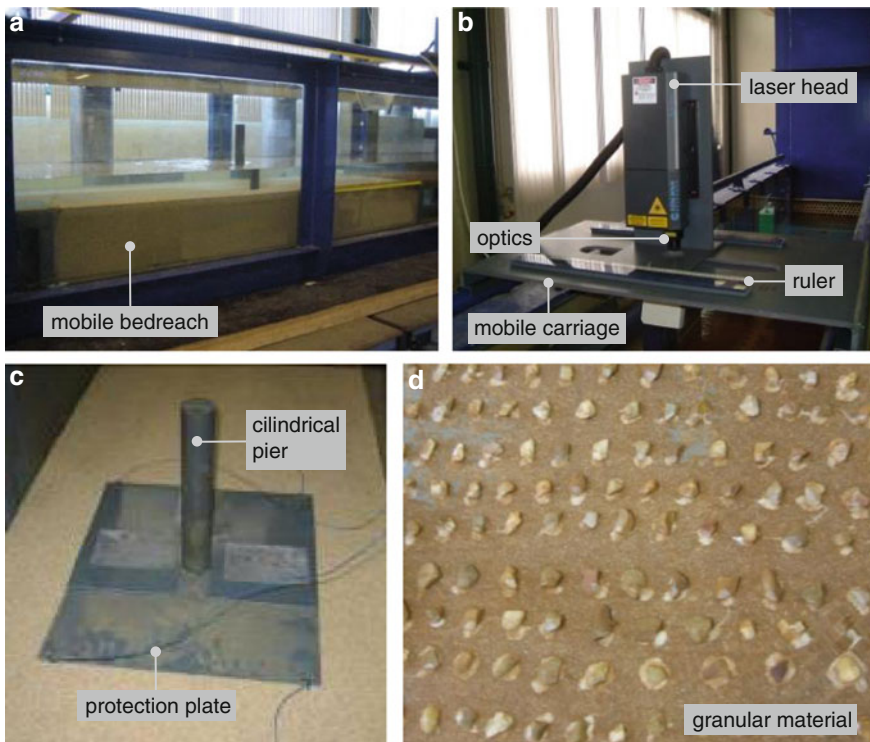 a
mobile bedreach
b
laser head
optics
ruler
mobile carriage
c
cilindrical
pier
protection plate
d
granular material